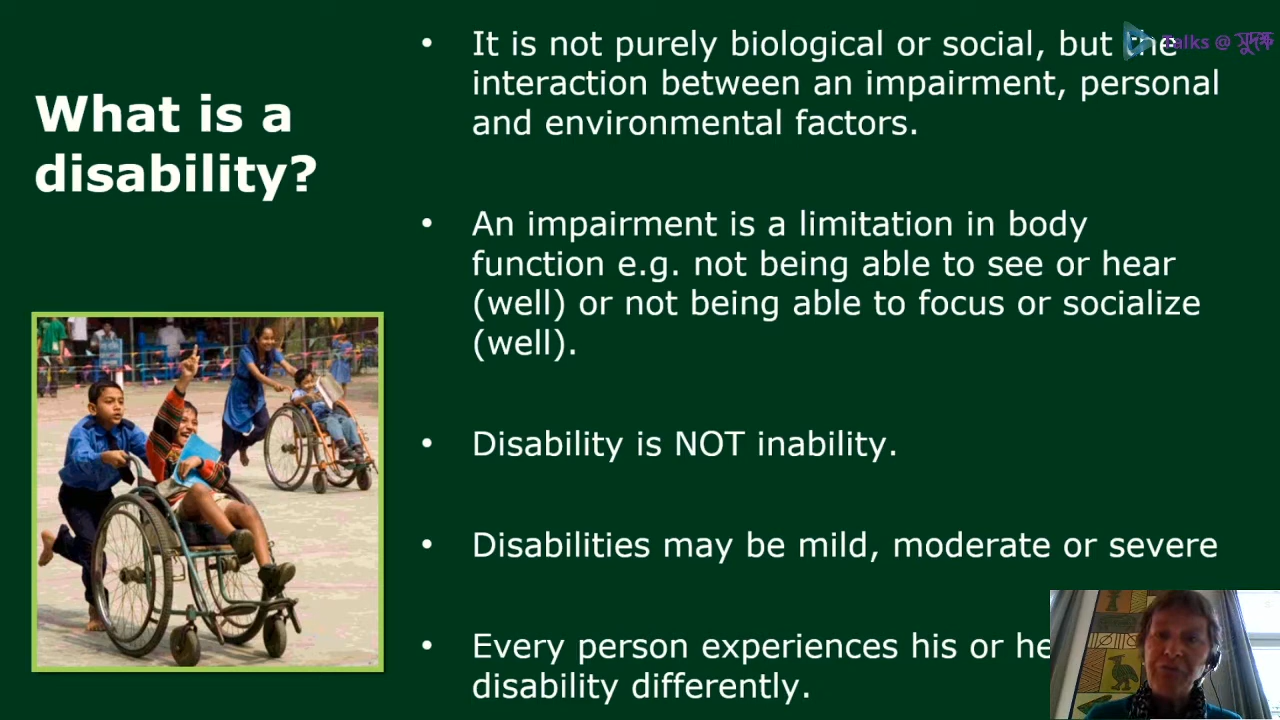 What is a
disability?
• It is not purely biological or social, but the
interaction between an impairment, personal
and environmental factors.
• An impairment is a limitation in body
function e.g. not being able to see or hear
(well) or not being able to focus or socialize
(well).
• Disability is NOT inability.
• Disabilities may be mild, moderate or severe
• Every person experiences his or
disability differently.
Talks @